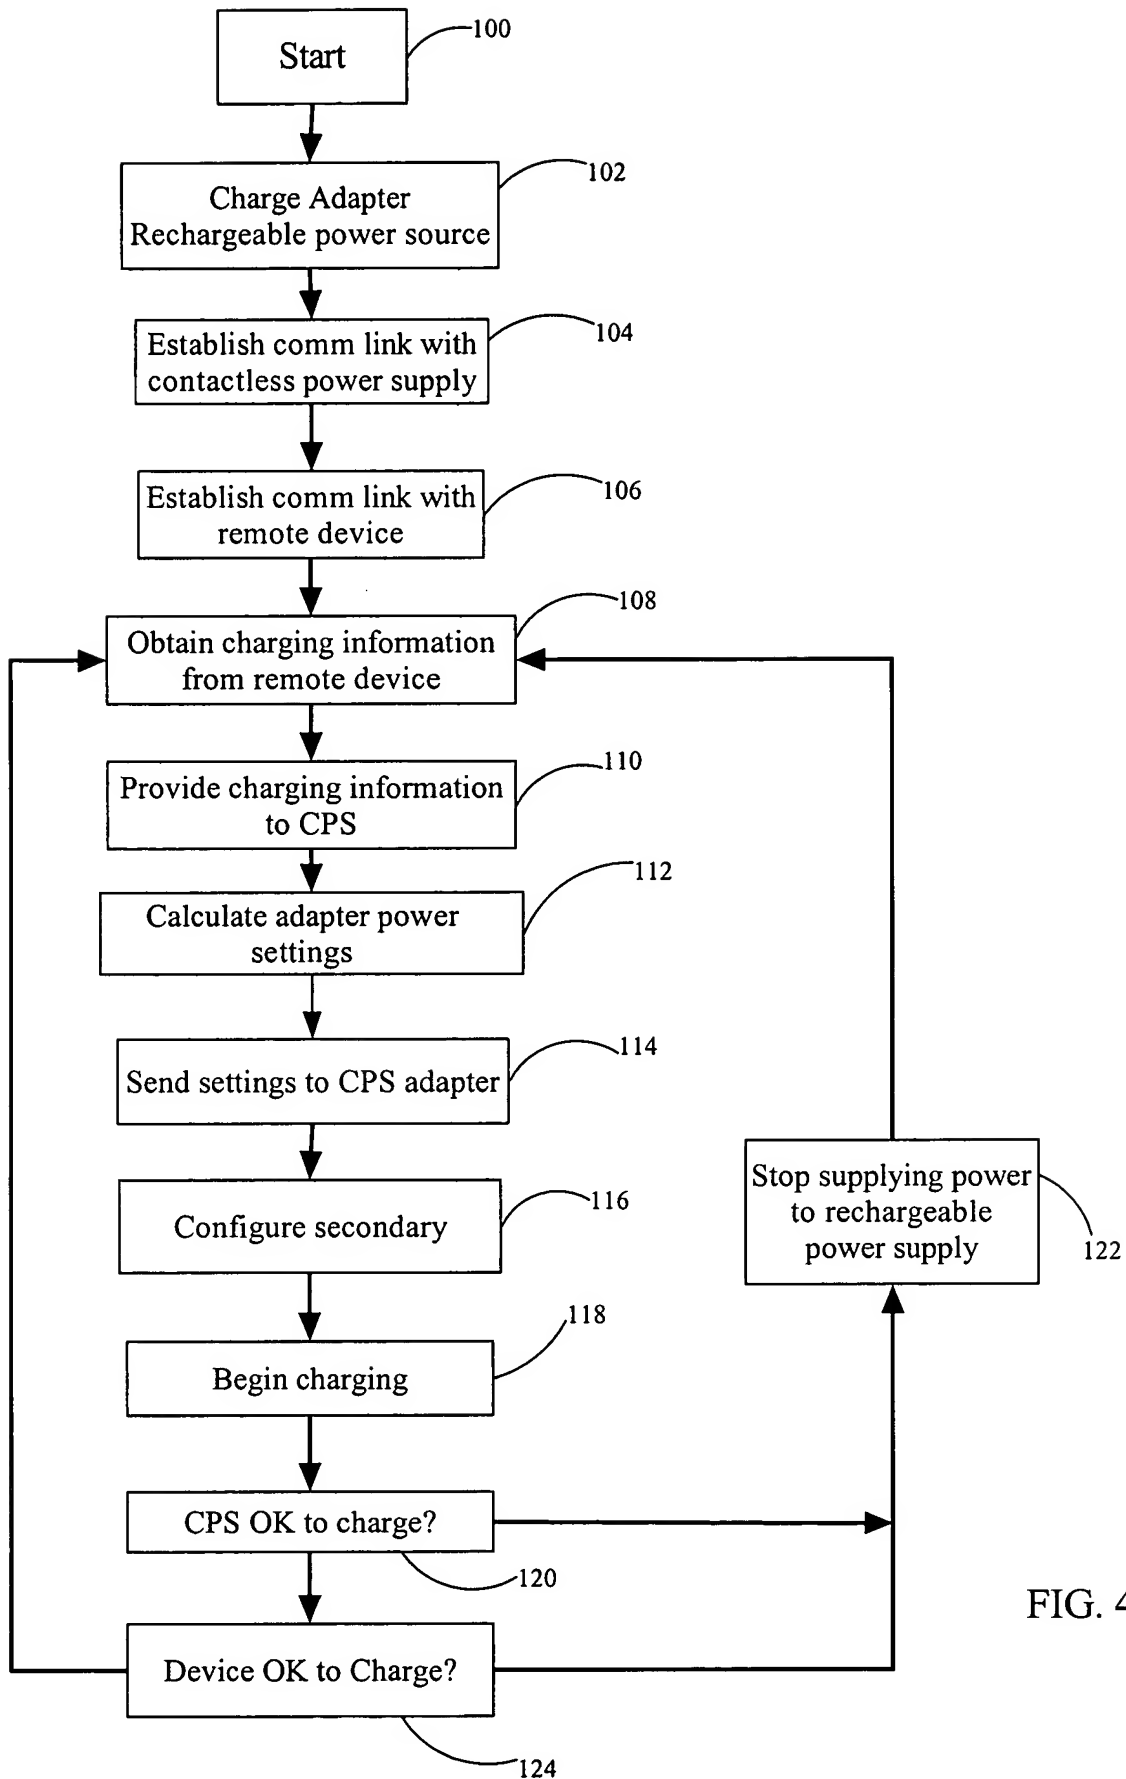 Start
100
Charge Adapter
Rechargeable power source
102
Establish comm link with
contactless power supply
104
Establish comm link with
remote device
106
Obtain charging information
from remote device
108
Provide charging information
to CPS
110
Calculate adapter power
settings
112
Send settings to CPS adapter
114
Configure secondary
116
Begin charging
118
CPS OK to charge?
120
Device OK to Charge?
124
Stop supplying power
to rechargeable
power supply
122
FIG. 4